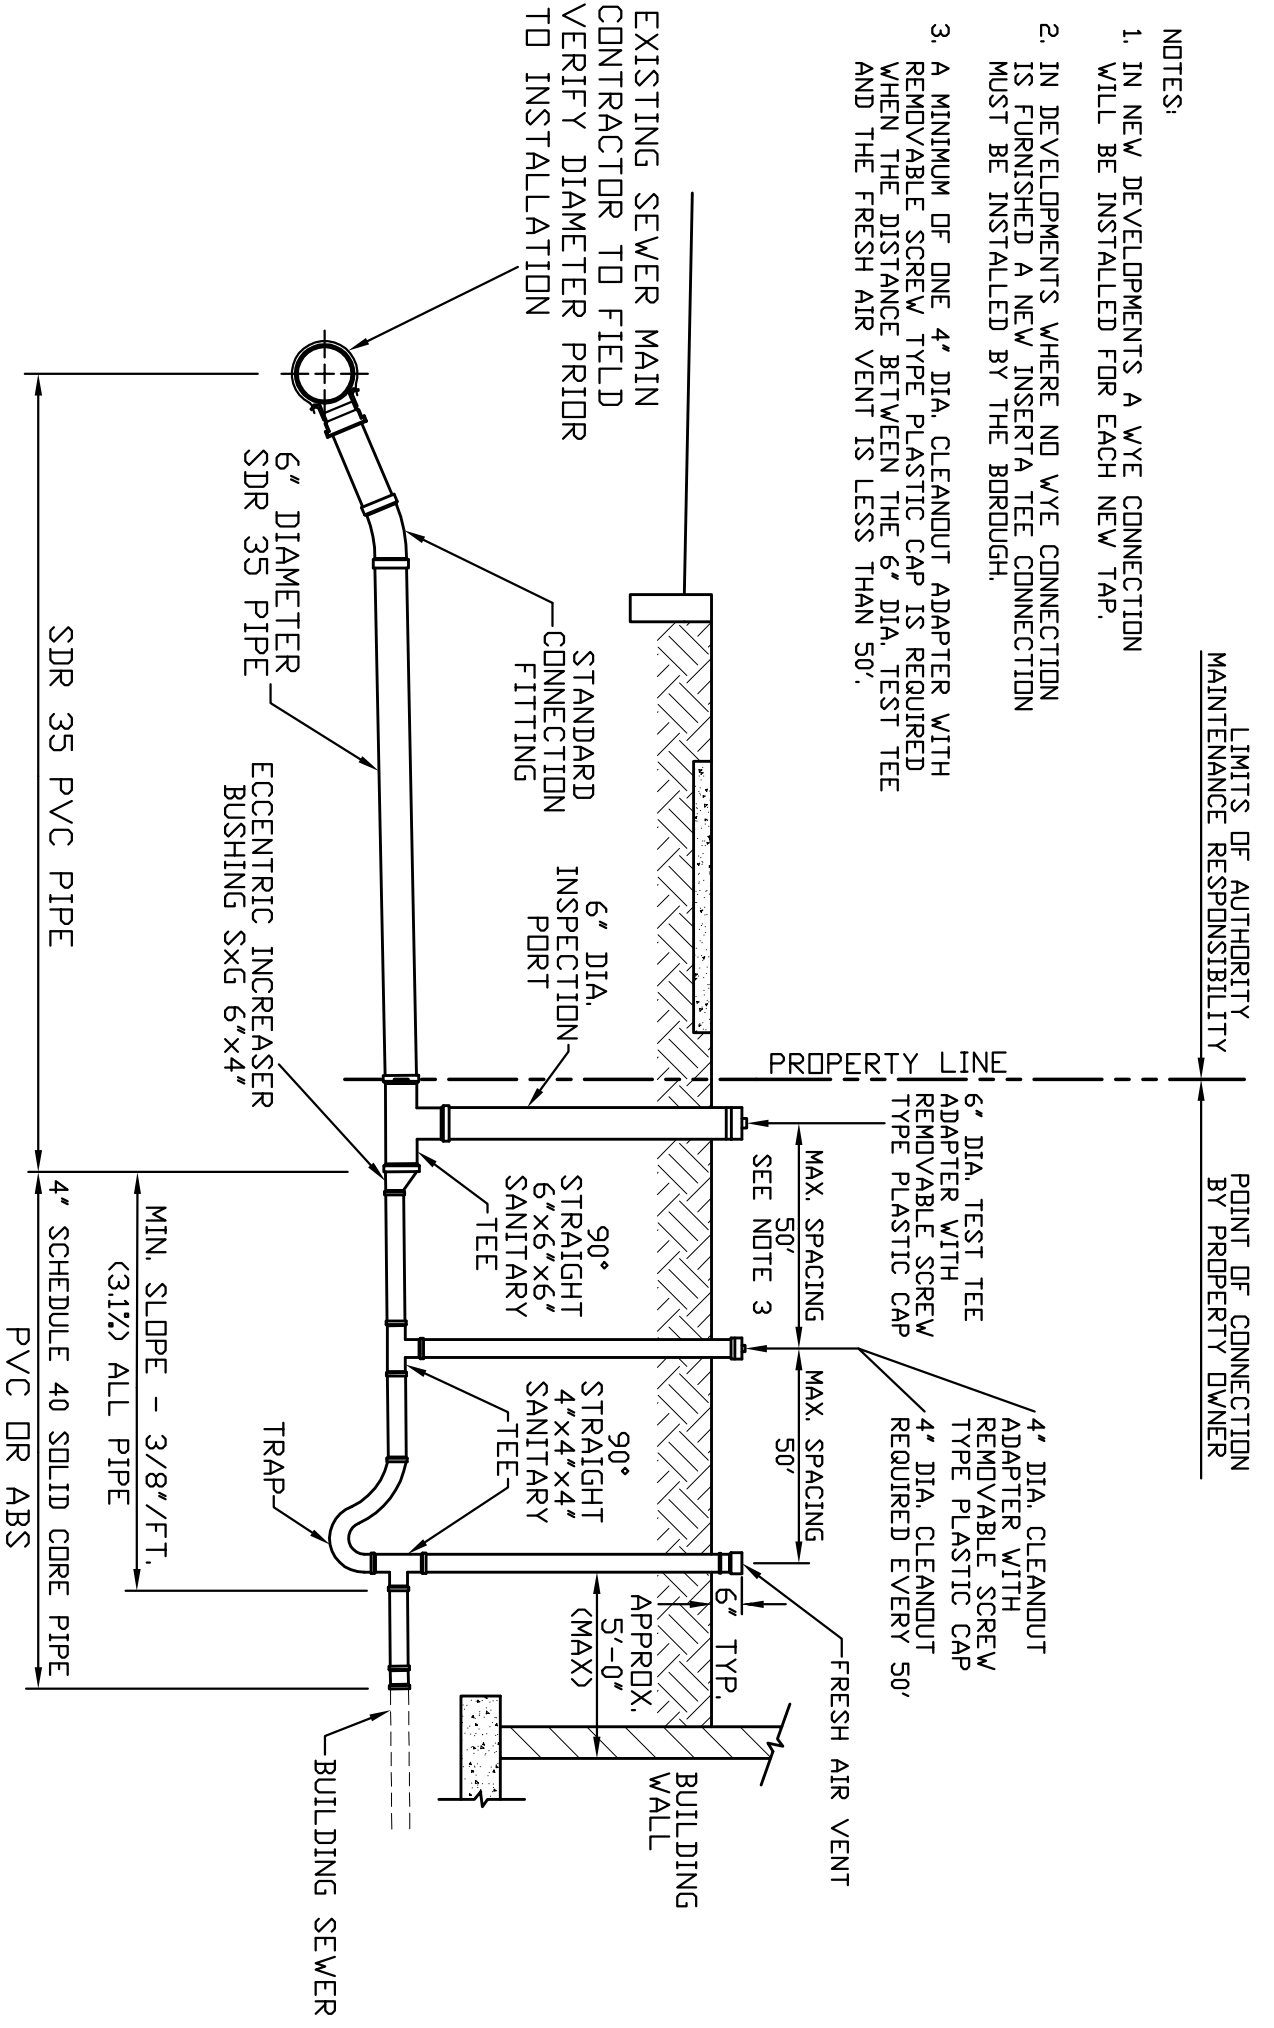 NOTES:
1. IN NEW DEVELOPMENTS A WYE CONNECTION
WILL BE INSTALLED FOR EACH NEW TAP.
2. IN DEVELOPMENTS WHERE NO WYE CONNECTION
IS FURNISHED A NEW INSERTA TEE CONNECTION
MUST BE INSTALLED BY THE BOROUGH.
3. A MINIMUM OF ONE 4" DIA. CLEANOUT ADAPTER WITH
REMOVABLE SCREW TYPE PLASTIC CAP IS REQUIRED
WHEN THE DISTANCE BETWEEN THE 6" DIA. TEST TEE
AND THE FRESH AIR VENT IS LESS THAN 50'.
LIMITS OF AUTHORITY
MAINTENANCE RESPONSIBILITY
POINT OF CONNECTION
BY PROPERTY OWNER
PROPERTY LINE
6" DIA. TEST TEE
ADAPTER WITH
REMOVABLE SCREW
TYPE PLASTIC CAP
4" DIA. CLEANOUT
ADAPTER WITH
REMOVABLE SCREW
TYPE PLASTIC CAP
4" DIA. CLEANOUT
REQUIRED EVERY 50'
FRESH AIR VENT
MAX. SPACING
50'
SEE NOTE 3
MAX. SPACING
50'
6" TYP.
APPROX.
5'-0"
(MAX)
BUILDING
WALL
EXISTING SEWER MAIN
CONTRACTOR TO FIELD
VERIFY DIAMETER PRIOR
TO INSTALLATION
STANDARD
CONNECTION
FITTING
6" DIA.
INSPECTION
PORT
90°
STRAIGHT
6"x6"x6"
SANITARY
TEE
90°
STRAIGHT
4"x4"x4"
SANITARY
TEE
6" DIAMETER
SDR 35 PIPE
ECCENTRIC INCREASER
BUSHING SxG 6"x4"
TRAP
BUILDING SEWER
MIN. SLOPE - 3/8"/FT.
(3.1%) ALL PIPE
SDR 35 PVC PIPE
4" SCHEDULE 40 SOLID CORE PIPE
PVC OR ABS